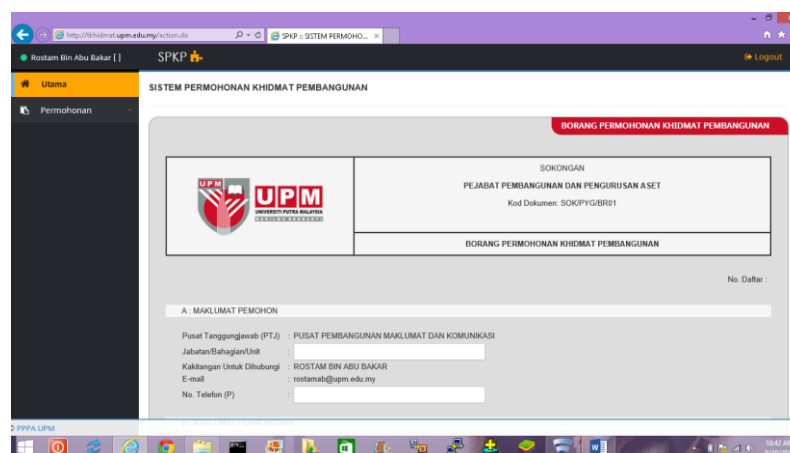 http://tkhidmat.upm.edu.my/action.do
SPKP :: SISTEM PERMOHO...
Rostam Bin Abu Bakar [ ]
SPKP
Logout
Utama
Permohonan
SISTEM PERMOHONAN KHIDMAT PEMBANGUNAN
BORANG PERMOHONAN KHIDMAT PEMBANGUNAN
UPM
UPM
UNIVERSITI PUTRA MALAYSIA
BERILMU BERBAKTI
SOKONGAN
PEJABAT PEMBANGUNAN DAN PENGURUSAN ASET
Kod Dokumen: SOK/PYG/BR01
BORANG PERMOHONAN KHIDMAT PEMBANGUNAN
No. Daftar :
A : MAKLUMAT PEMOHON
Pusat Tanggungjawab (PTJ) : PUSAT PEMBANGUNAN MAKLUMAT DAN KOMUNIKASI
Jabatan/Bahagian/Unit :
Kakitangan Untuk Dihubungi : ROSTAM BIN ABU BAKAR
E-mail : rostamab@upm.edu.my
No. Telefon (P) :
B : MAKLUMAT PERMOHONAN
PPPA UPM
10:42 AM